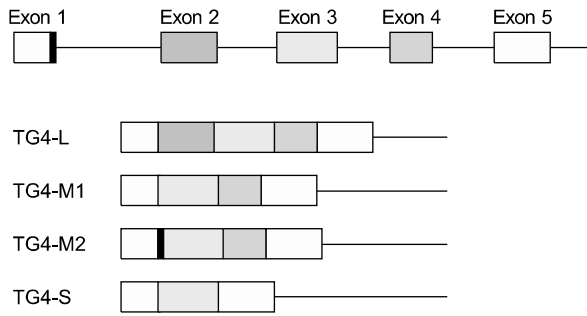 Exon 1 Exon 2 Exon 3 Exon 4 Exon 5
TG4-L
TG4-M1
TG4-M2
TG4-S